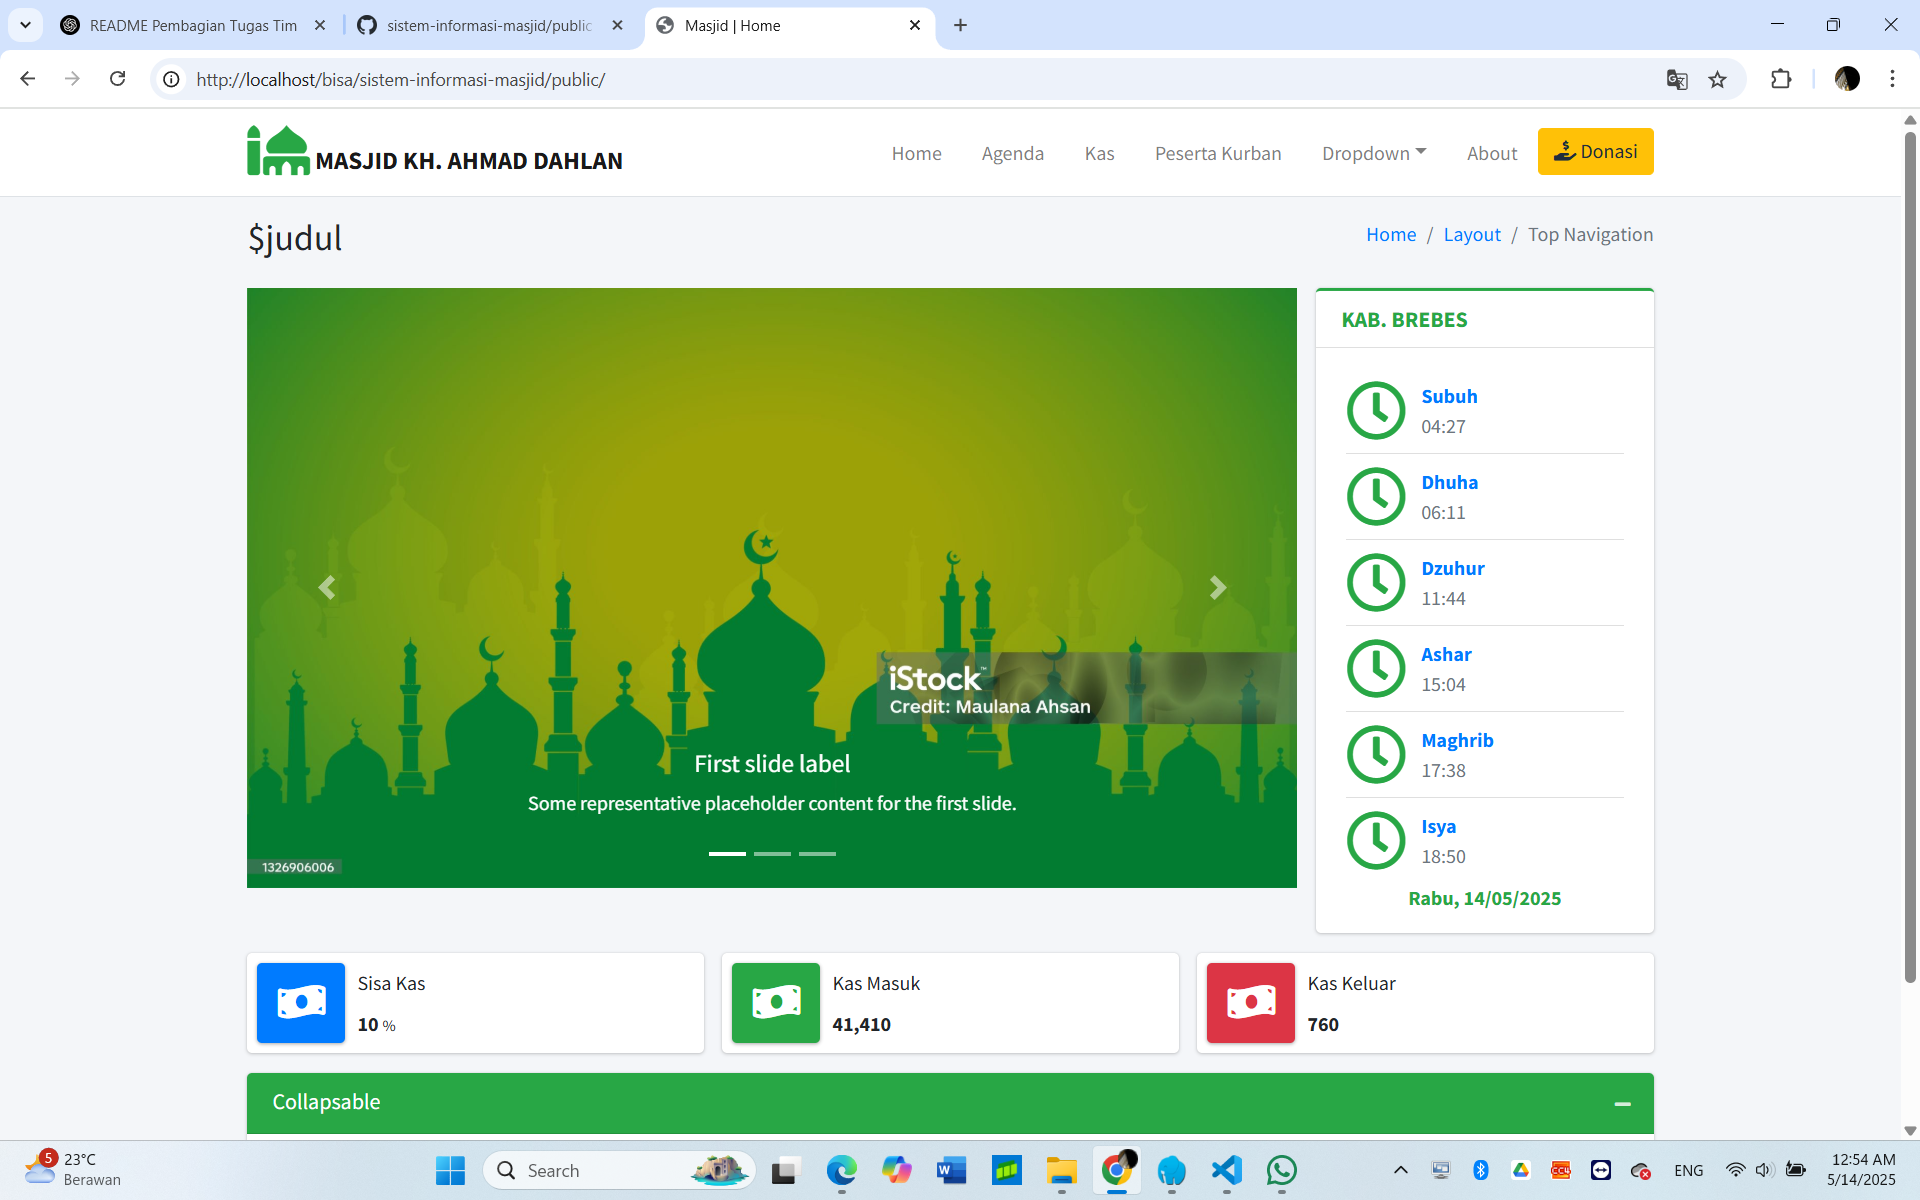 README Pembagian Tugas Tim
sistem-informasi-masjid/public
Masjid | Home
http://localhost/bisa/sistem-informasi-masjid/public/
MASJID KH. AHMAD DAHLAN
Home
Agenda
Kas
Peserta Kurban
Dropdown
About
Donasi
$judul
Home / Layout / Top Navigation
iStock™
Credit: Maulana Ahsan
First slide label
Some representative placeholder content for the first slide.
1326906006
KAB. BREBES
Subuh
04:27
Dhuha
06:11
Dzuhur
11:44
Ashar
15:04
Maghrib
17:38
Isya
18:50
Rabu, 14/05/2025
Sisa Kas
10 %
Kas Masuk
41,410
Kas Keluar
760
Collapsable
5
23°C
Berawan
Search
ENG
12:54 AM
5/14/2025